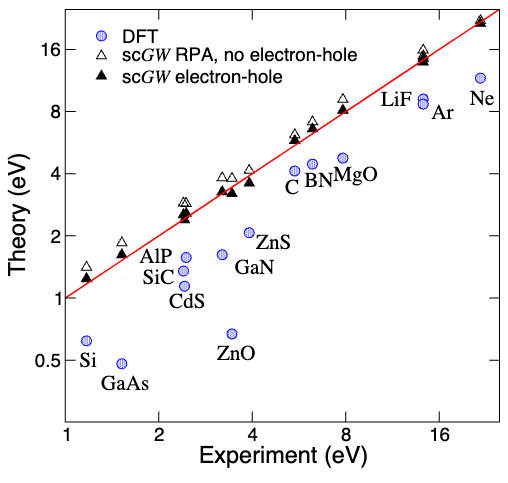 DFT
scGW RPA, no electron-hole
scGW electron-hole
16
8
4
2
1
0.5
Theory (eV)
LiF
Ar
Ne
C
BN
MgO
ZnS
AlP
GaN
SiC
CdS
ZnO
Si
GaAs
1
2
4
8
16
Experiment (eV)